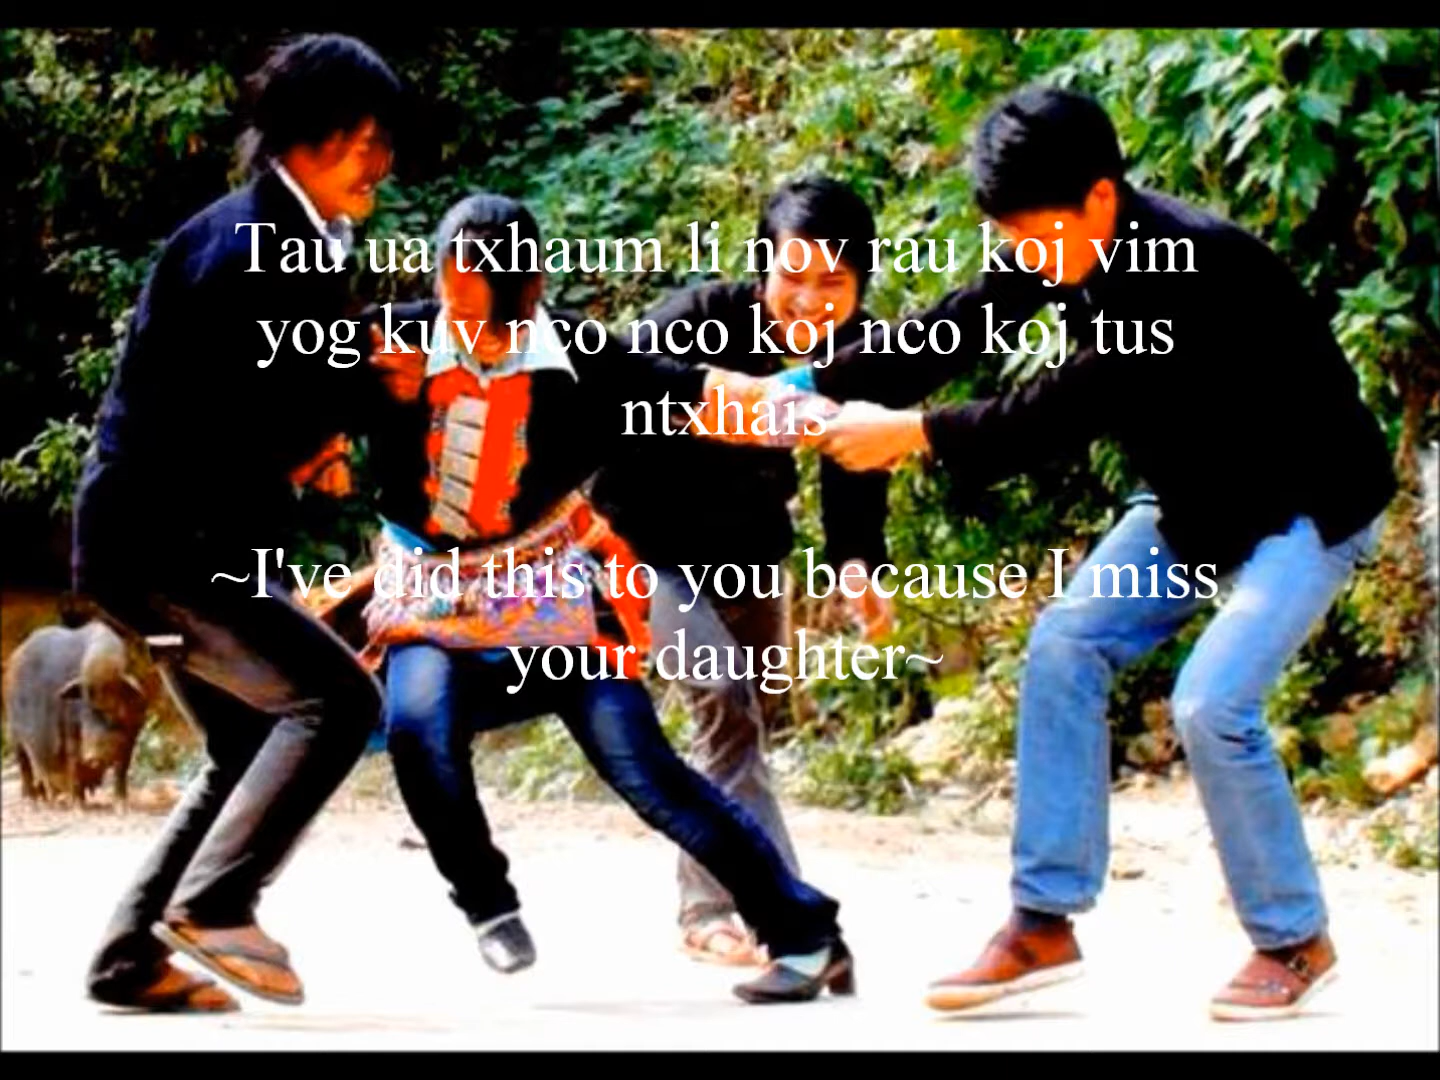 Tau ua txhaum li nov rau koj vim
yog kuv nco nco koj nco koj tus
ntxhais
~I've did this to you because I miss
your daughter~